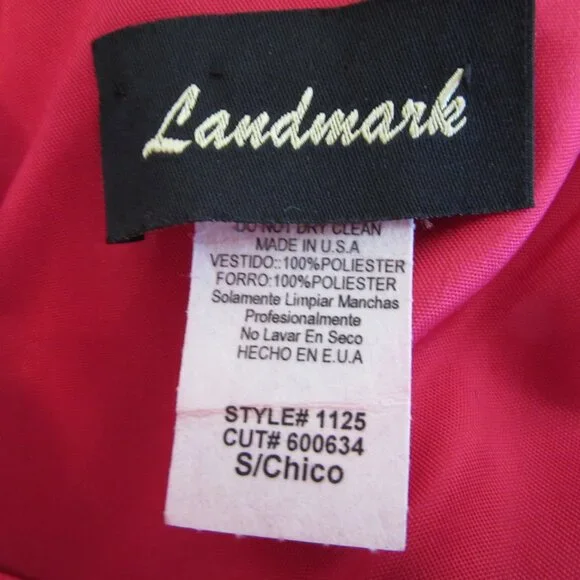 Landmark
DO NOT DRY CLEAN
MADE IN U.S.A
VESTIDO::100%POLIESTER
FORRO:100%POLIESTER
Solamente Limpiar Manchas
Profesionalmente
No Lavar En Seco
HECHO EN E.U.A
STYLE# 1125
CUT# 600634
S/Chico